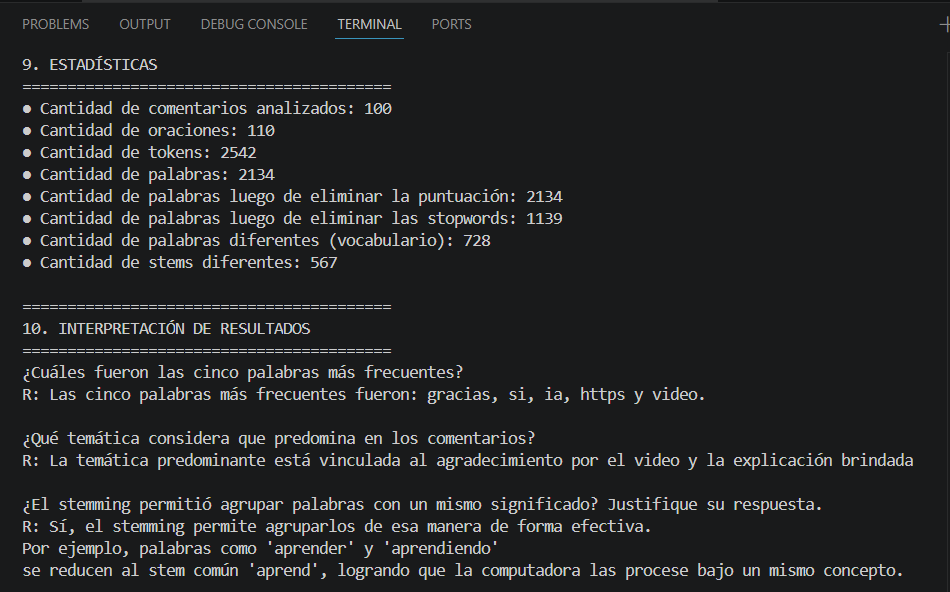 PROBLEMS OUTPUT DEBUG CONSOLE TERMINAL PORTS
9. ESTADÍSTICAS
=========================================
● Cantidad de comentarios analizados: 100
● Cantidad de oraciones: 110
● Cantidad de tokens: 2542
● Cantidad de palabras: 2134
● Cantidad de palabras luego de eliminar la puntuación: 2134
● Cantidad de palabras luego de eliminar las stopwords: 1139
● Cantidad de palabras diferentes (vocabulario): 728
● Cantidad de stems diferentes: 567
=========================================
10. INTERPRETACIÓN DE RESULTADOS
=========================================
¿Cuáles fueron las cinco palabras más frecuentes?
R: Las cinco palabras más frecuentes fueron: gracias, si, ia, https y video.
¿Qué temática considera que predomina en los comentarios?
R: La temática predominante está vinculada al agradecimiento por el video y la explicación brindada
¿El stemming permitió agrupar palabras con un mismo significado? Justifique su respuesta.
R: Sí, el stemming permite agruparlos de esa manera de forma efectiva.
Por ejemplo, palabras como 'aprender' y 'aprendiendo'
se reducen al stem común 'aprend', logrando que la computadora las procese bajo un mismo concepto.